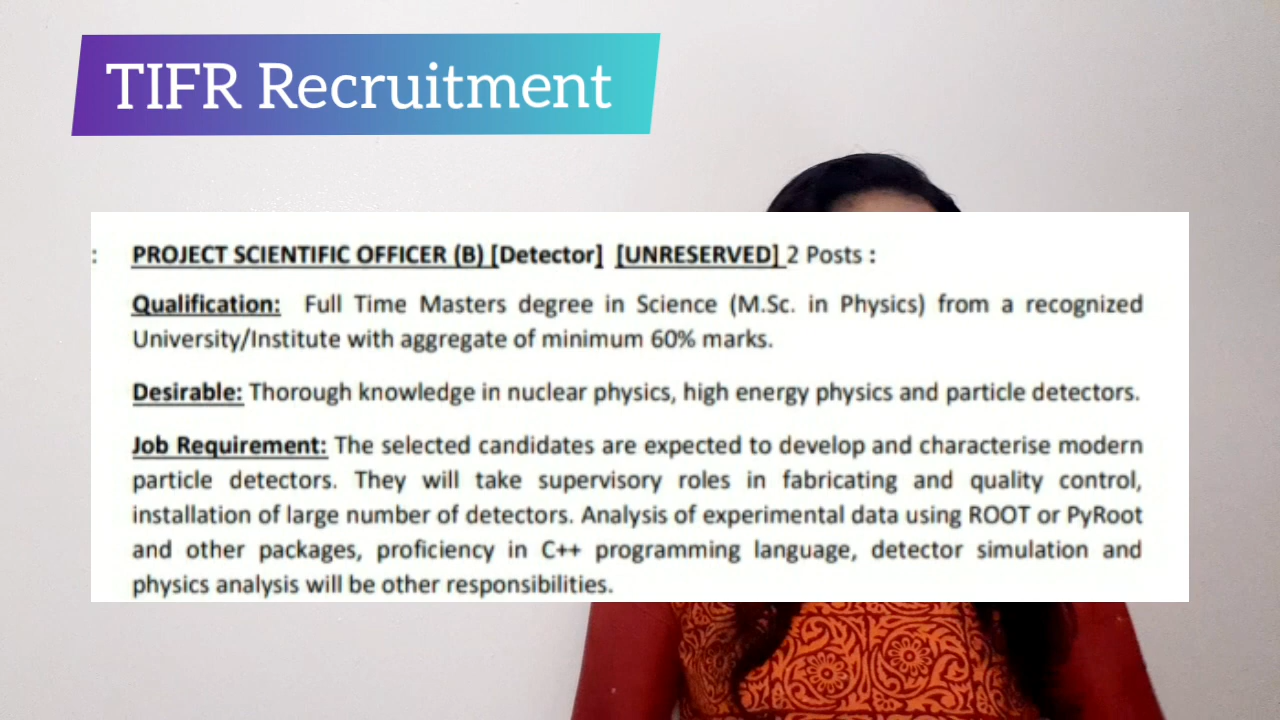 TIFR Recruitment
: PROJECT SCIENTIFIC OFFICER (B) [Detector] [UNRESERVED] 2 Posts :
Qualification: Full Time Masters degree in Science (M.Sc. in Physics) from a recognized
University/Institute with aggregate of minimum 60% marks.
Desirable: Thorough knowledge in nuclear physics, high energy physics and particle detectors.
Job Requirement: The selected candidates are expected to develop and characterise modern
particle detectors. They will take supervisory roles in fabricating and quality control,
installation of large number of detectors. Analysis of experimental data using ROOT or PyRoot
and other packages, proficiency in C++ programming language, detector simulation and
physics analysis will be other responsibilities.